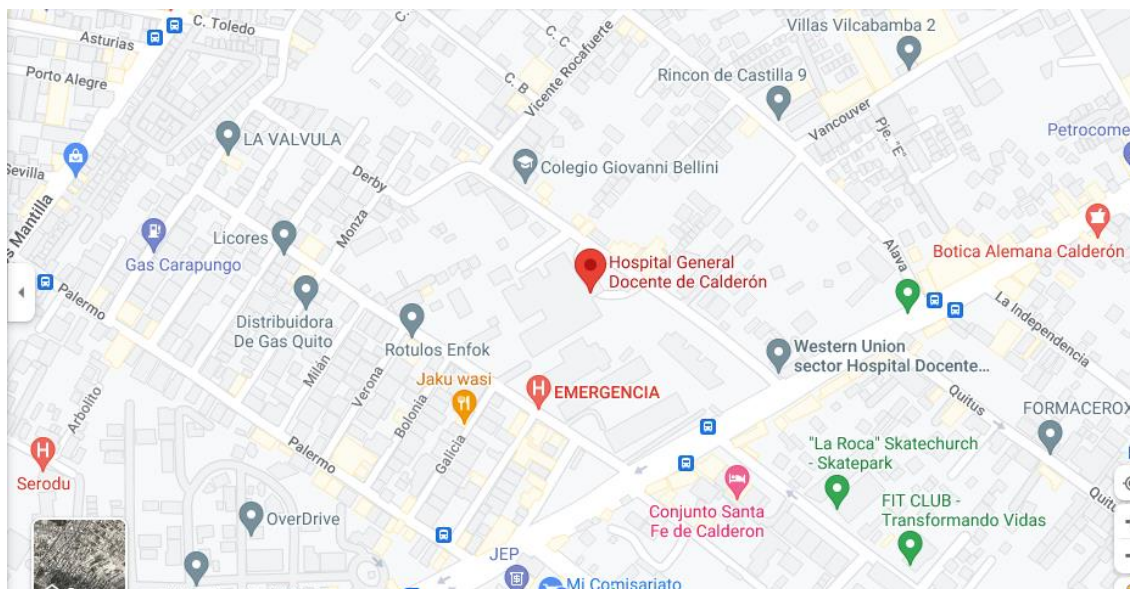 C. Toledo
Asturias
Porto Alegre
Sevilla
s Mantilla
LA VALVULA
Derby
Monza
C. C
C. B
Vicente Rocafuerte
Villas Vilcabamba 2
Rincon de Castilla 9
Vancouver
Pje. "E"
Petrocome
Colegio Giovanni Bellini
Licores
Gas Carapungo
Palermo
Hospital General
Docente de Calderón
Alava
Botica Alemana Calderón
La Independencia
Distribuidora
De Gas Quito
Rotulos Enfok
Milán
Verona
Bolonia
Galicia
Jaku wasi
H EMERGENCIA
Western Union
sector Hospital Docente...
Quitus
FORMACEROX
Arbolito
H
Serodu
Palermo
"La Roca" Skatechurch
- Skatepark
Conjunto Santa
Fe de Calderon
FIT CLUB -
Transformando Vidas
Quitu
OverDrive
JEP
Mi Comisariato